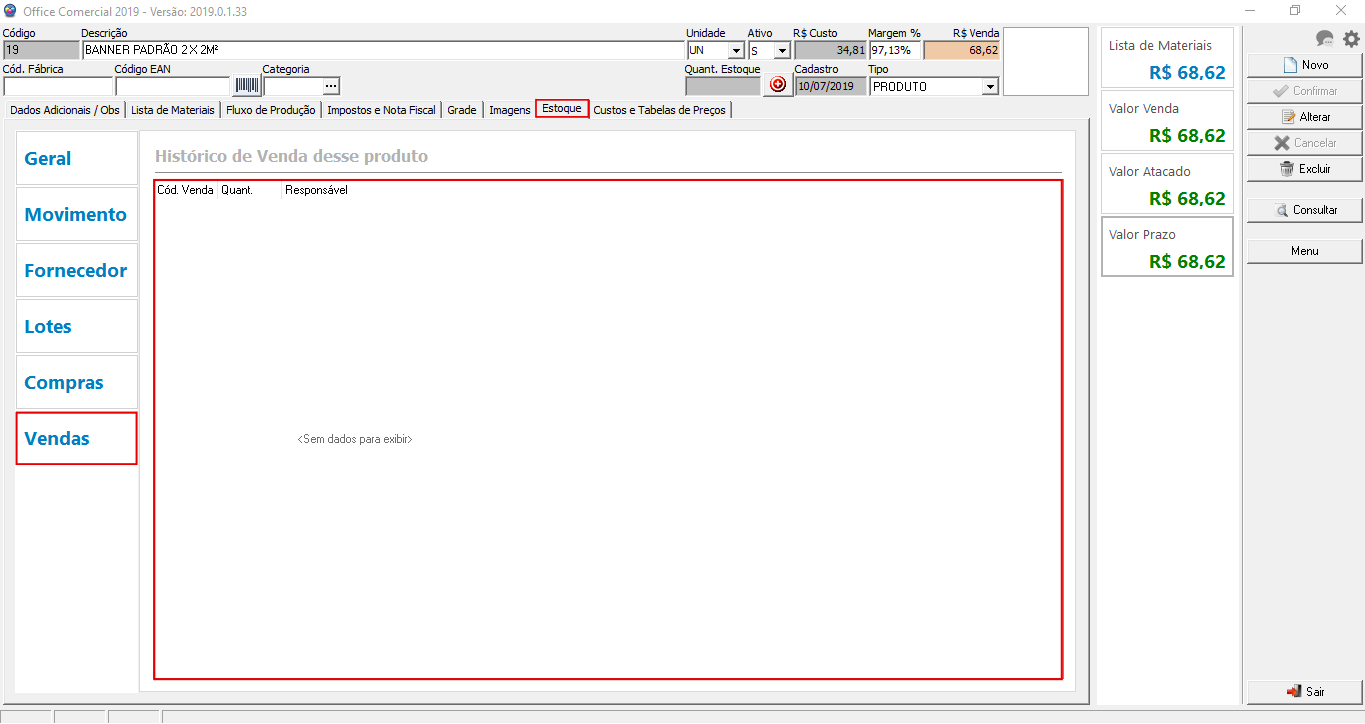 Office Comercial 2019 - Versão: 2019.0.1.33
Código Descrição Unidade Ativo R$ Custo Margem % R$ Venda
19 BANNER PADRÃO 2 X 2M² UN S 34,81 97,13% 68,62
Cód. Fábrica Código EAN Categoria Quant. Estoque Cadastro Tipo
... 10/07/2019 PRODUTO
Dados Adicionais / Obs Lista de Materiais Fluxo de Produção Impostos e Nota Fiscal Grade Imagens Estoque Custos e Tabelas de Preços
Geral
Movimento
Fornecedor
Lotes
Compras
Vendas
Histórico de Venda desse produto
Cód. Venda Quant. Responsável
<Sem dados para exibir>
Lista de Materiais
R$ 68,62
Valor Venda
R$ 68,62
Valor Atacado
R$ 68,62
Valor Prazo
R$ 68,62
Novo
Confirmar
Alterar
Cancelar
Excluir
Consultar
Menu
Sair